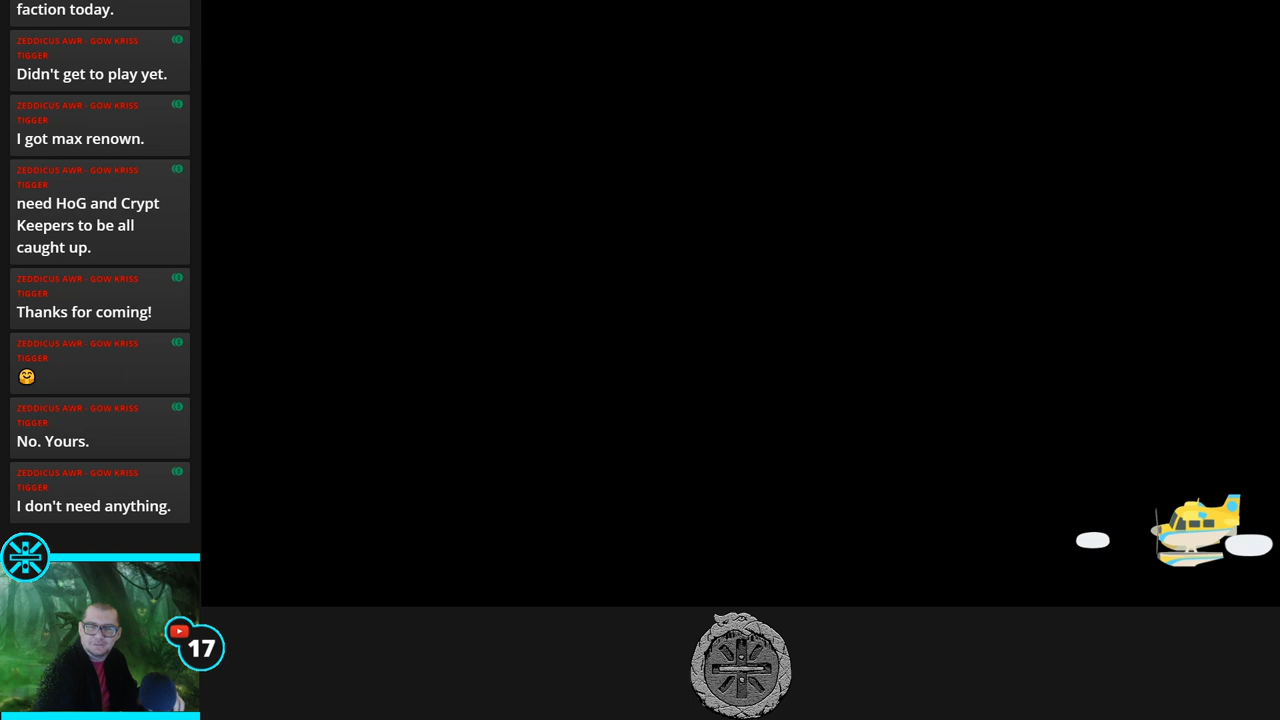 faction today.
ZEDDICUS AWR - GOW KRISS
TIGGER
Didn't get to play yet.
ZEDDICUS AWR - GOW KRISS
TIGGER
I got max renown.
ZEDDICUS AWR - GOW KRISS
TIGGER
need HoG and Crypt
Keepers to be all
caught up.
ZEDDICUS AWR - GOW KRISS
TIGGER
Thanks for coming!
ZEDDICUS AWR - GOW KRISS
TIGGER
🤗
ZEDDICUS AWR - GOW KRISS
TIGGER
No. Yours.
ZEDDICUS AWR - GOW KRISS
TIGGER
I don't need anything.
17